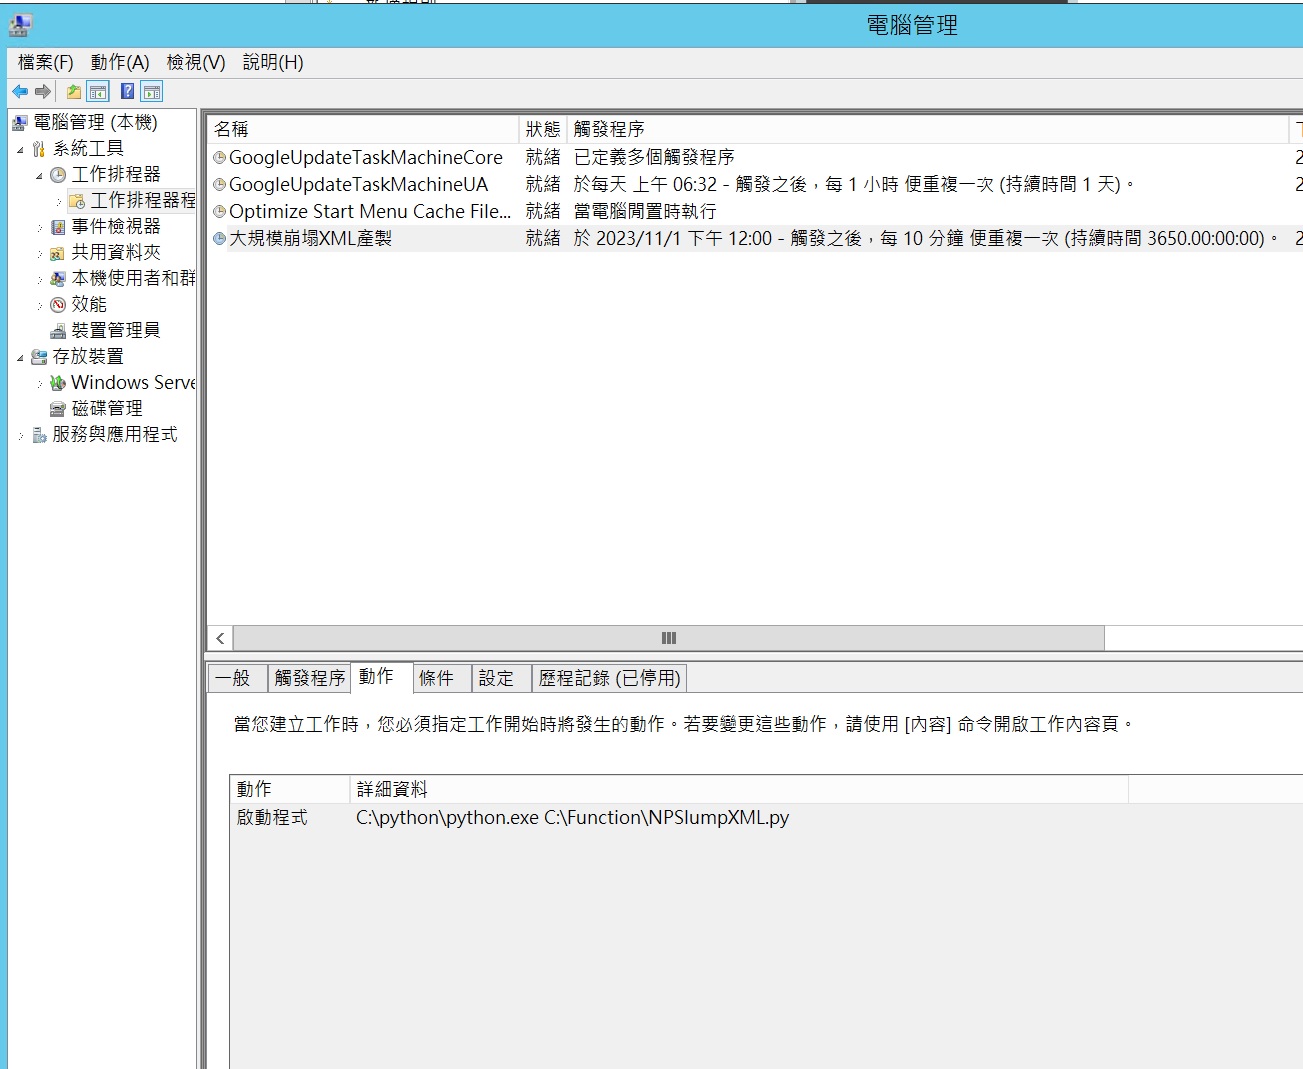 電腦管理
檔案(F) 動作(A) 檢視(V) 說明(H)
電腦管理 (本機)
系統工具
工作排程器
工作排程器程
事件檢視器
共用資料夾
本機使用者和群
效能
裝置管理員
存放裝置
Windows Serve
磁碟管理
服務與應用程式
名稱 狀態 觸發程序
GoogleUpdateTaskMachineCore 就緒 已定義多個觸發程序 2
GoogleUpdateTaskMachineUA 就緒 於每天 上午 06:32 - 觸發之後，每 1 小時 便重複一次 (持續時間 1 天)。 2
Optimize Start Menu Cache File... 就緒 當電腦閒置時執行
大規模崩塌XML產製 就緒 於 2023/11/1 下午 12:00 - 觸發之後，每 10 分鐘 便重複一次 (持續時間 3650.00:00:00)。 2
一般 觸發程序 動作 條件 設定 歷程記錄 (已停用)
當您建立工作時，您必須指定工作開始時將發生的動作。若要變更這些動作，請使用 [內容] 命令開啟工作內容頁。
動作 詳細資料
啟動程式 C:\python\python.exe C:\Function\NPSlumpXML.py